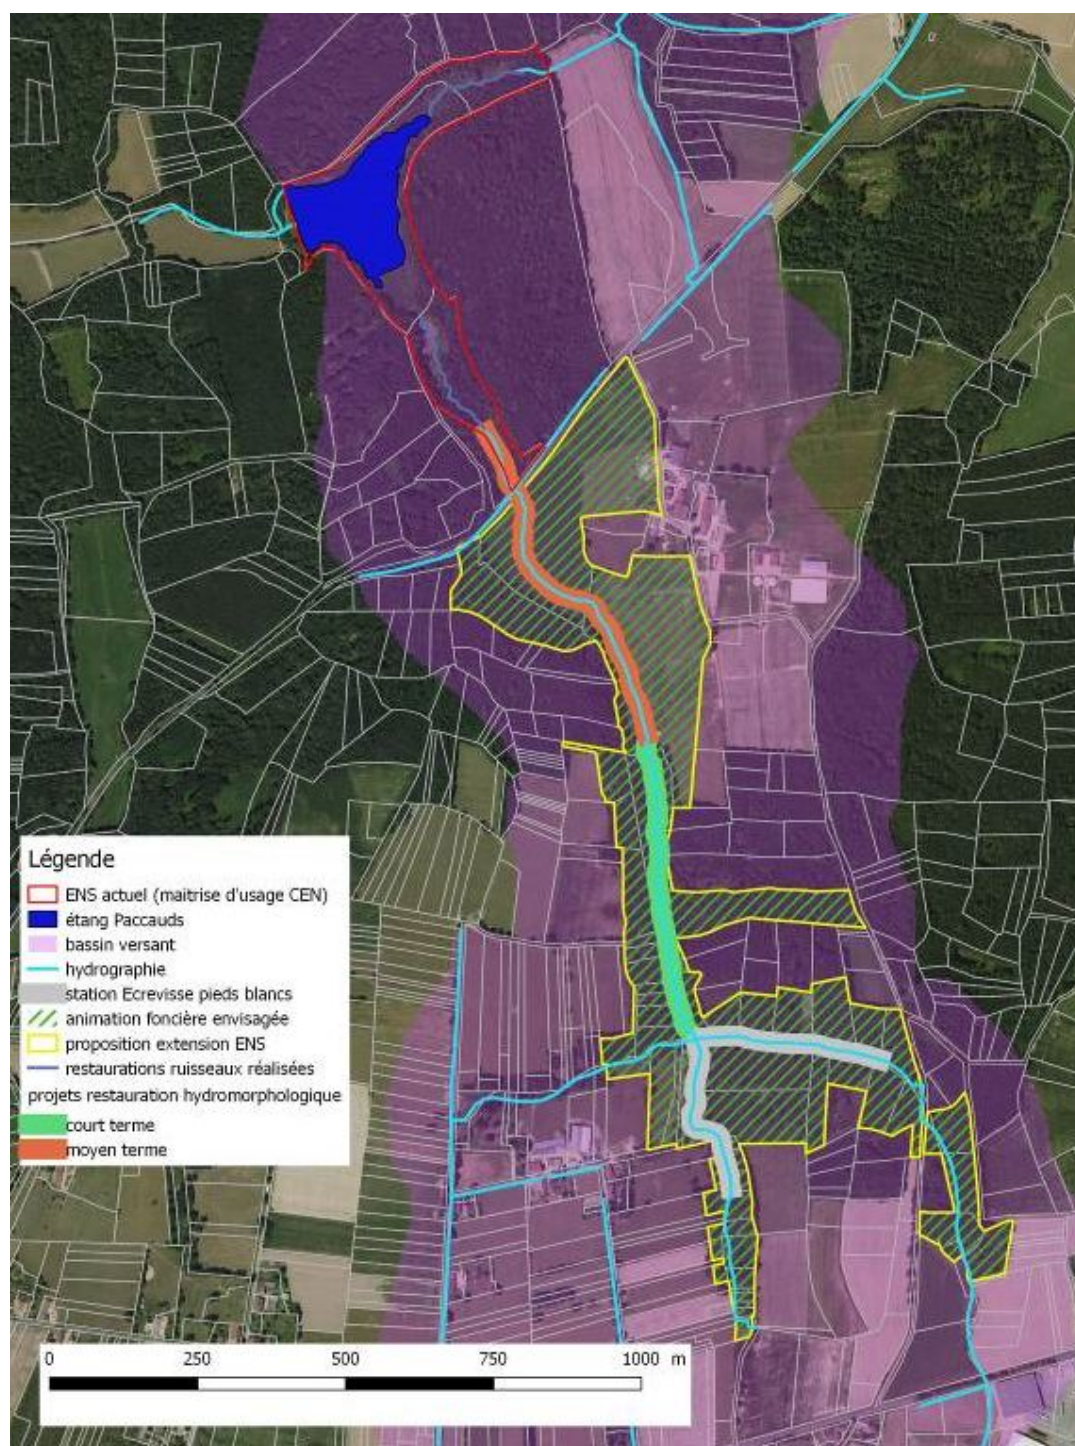 Légende
ENS actuel (maitrise d'usage CEN)
étang Paccauds
bassin versant
hydrographie
station Ecrevisse pieds blancs
animation foncière envisagée
proposition extension ENS
restaurations ruisseaux réalisées
projets restauration hydromorphologique
court terme
moyen terme
0 250 500 750 1000 m